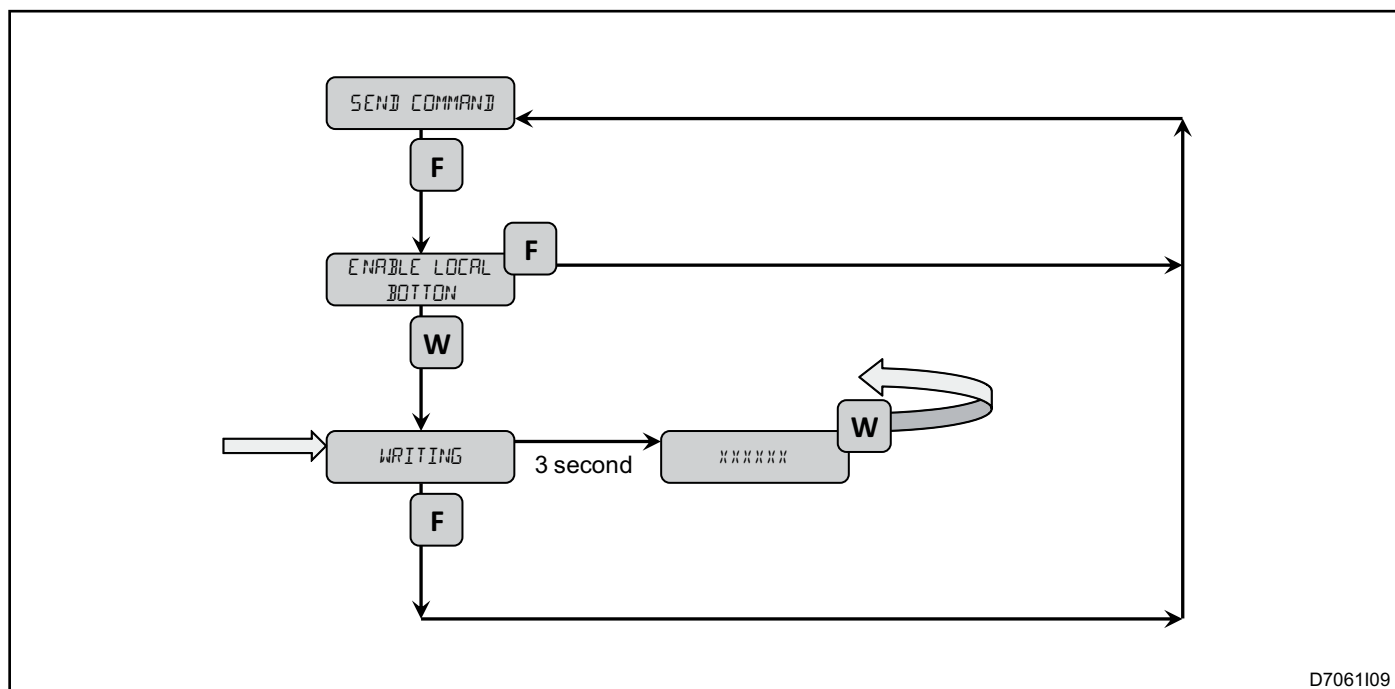 SEND COMMAND
F
F
ENABLE LOCAL
BOTTON
W
W
WRITING
3 second
XXXXXX
F
D7061I09